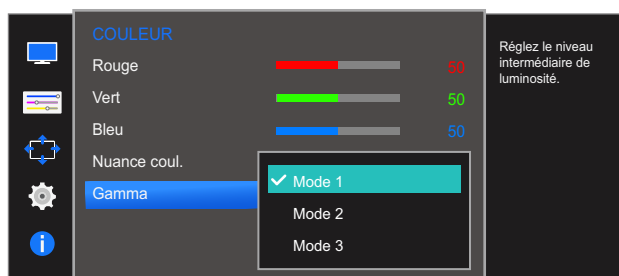 COULEUR
Rouge 50
Vert 50
Bleu 50
Nuance coul.
Gamma
Mode 1
Mode 2
Mode 3
Réglez le niveau
intermédiaire de
luminosité.